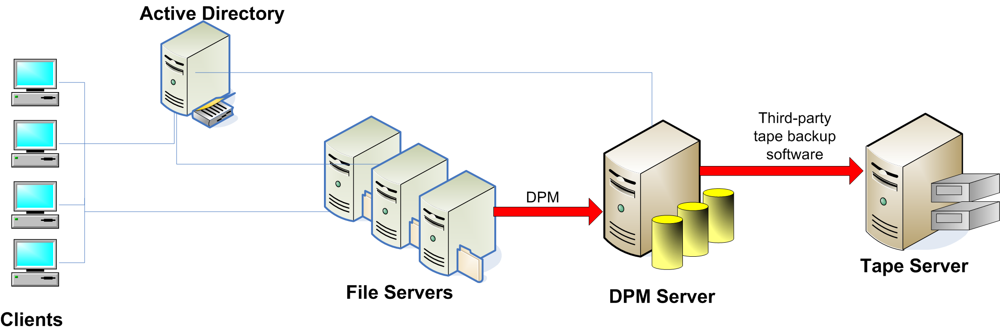 Active Directory
Third-party
tape backup
software
DPM
Tape Server
File Servers
DPM Server
Clients